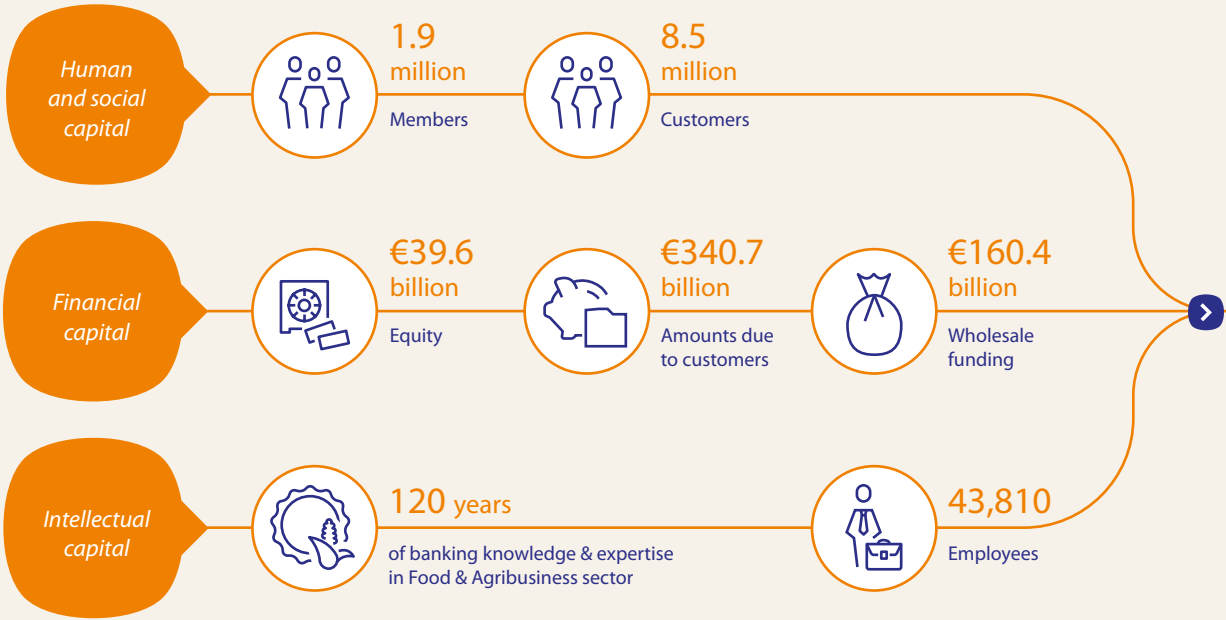 Human
and social
capital
1.9
million
Members
8.5
million
Customers
Financial
capital
€39.6
billion
Equity
€340.7
billion
Amounts due
to customers
€160.4
billion
Wholesale
funding
Intellectual
capital
120 years
of banking knowledge & expertise
in Food & Agribusiness sector
43,810
Employees